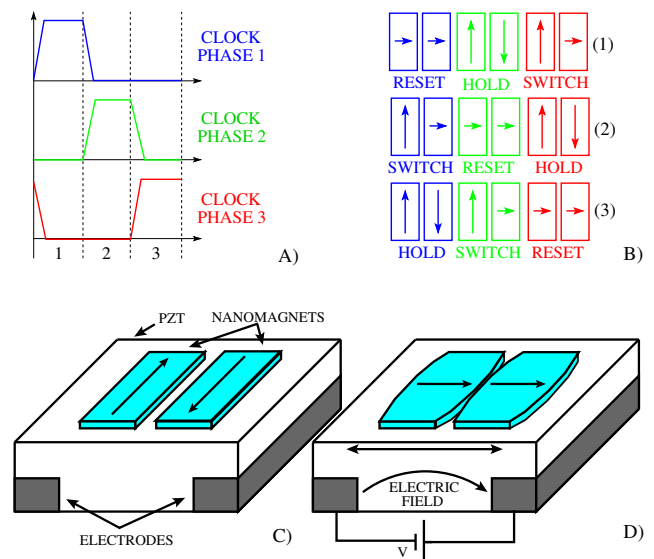 CLOCK
PHASE 1
CLOCK
PHASE 2
CLOCK
PHASE 3
1 2 3
A)
(1)
RESET HOLD SWITCH
(2)
SWITCH RESET HOLD
(3)
HOLD SWITCH RESET
B)
PZT NANOMAGNETS
ELECTRODES
C)
ELECTRIC
FIELD
V
D)